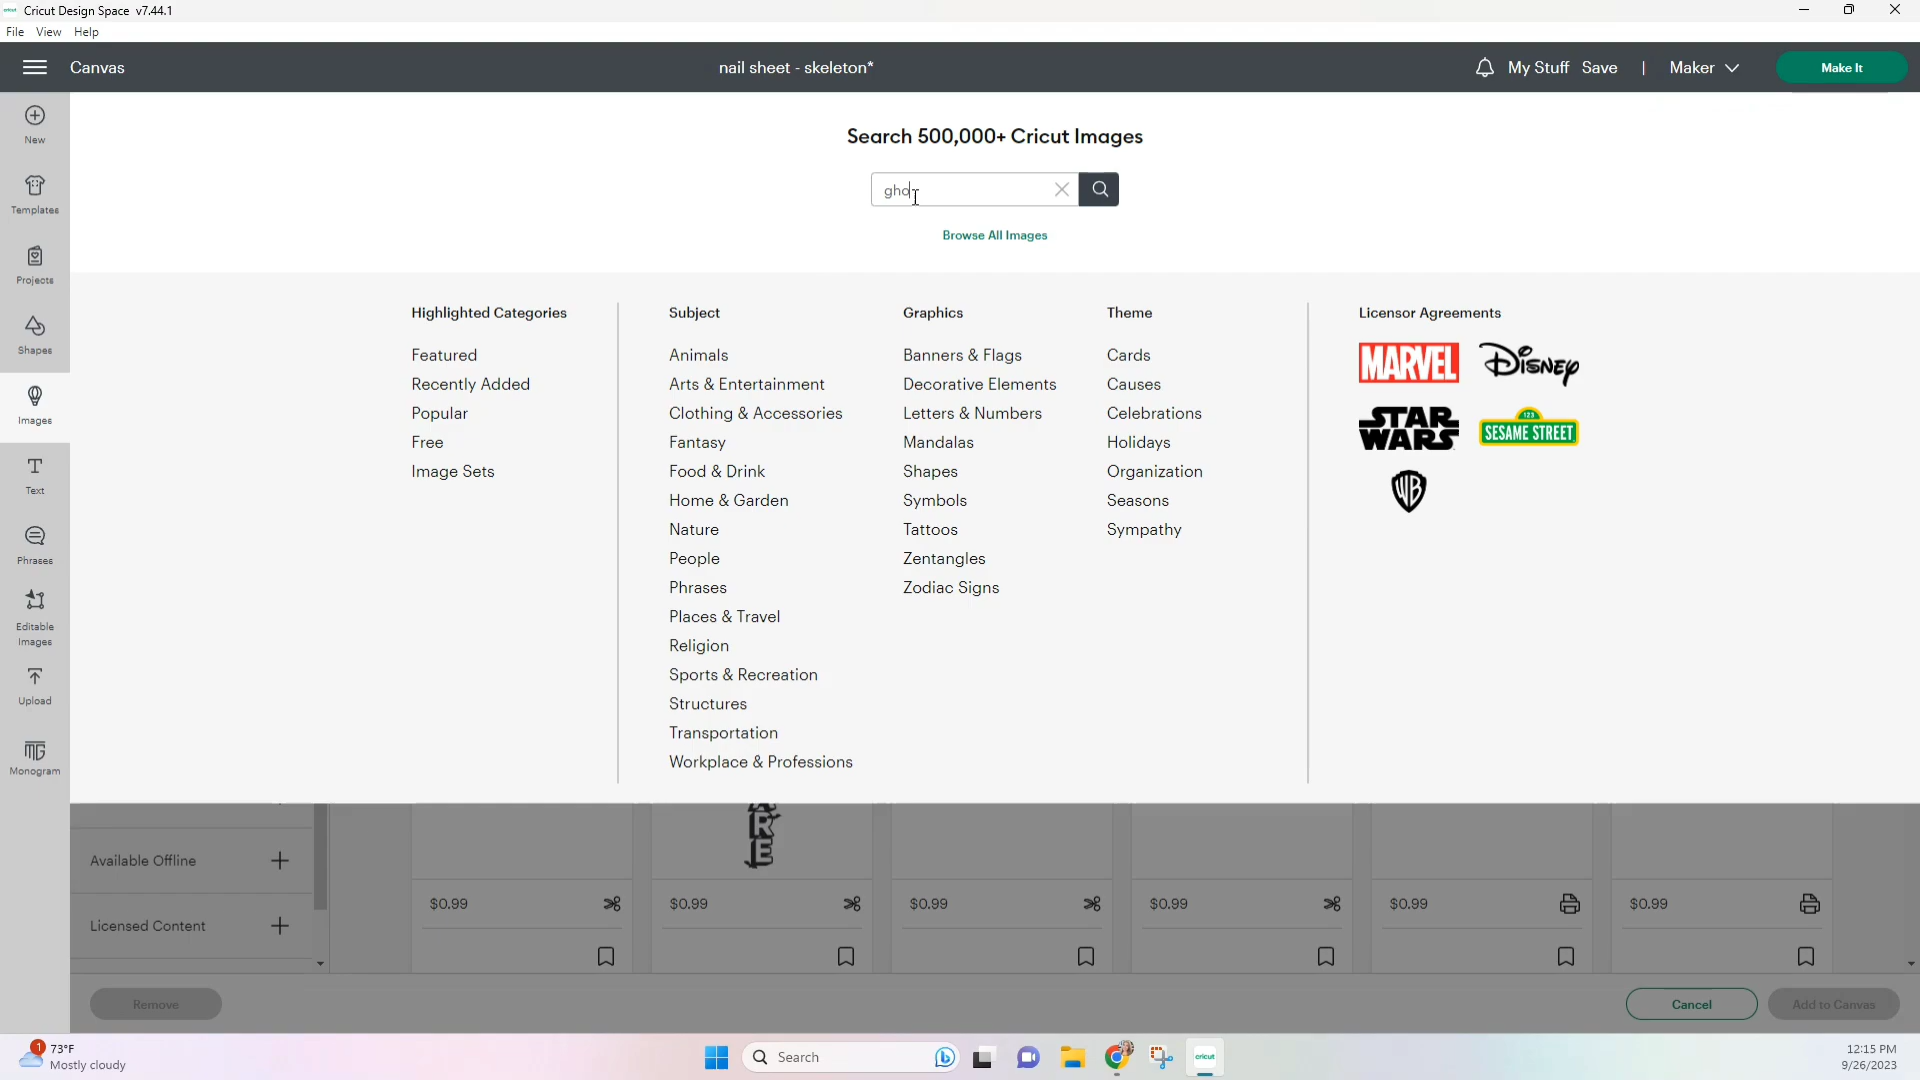 Cricut Design Space v7.44.1
File View Help
Canvas
nail sheet - skeleton*
My Stuff Save | Maker
Make It
New
Templates
Projects
Shapes
Images
Text
Phrases
Editable
Images
Upload
Monogram
Search 500,000+ Cricut Images
gho
Browse All Images
Highlighted Categories
Featured
Recently Added
Popular
Free
Image Sets
Subject
Animals
Arts & Entertainment
Clothing & Accessories
Fantasy
Food & Drink
Home & Garden
Nature
People
Phrases
Places & Travel
Religion
Sports & Recreation
Structures
Transportation
Workplace & Professions
Graphics
Banners & Flags
Decorative Elements
Letters & Numbers
Mandalas
Shapes
Symbols
Tattoos
Zentangles
Zodiac Signs
Theme
Cards
Causes
Celebrations
Holidays
Organization
Seasons
Sympathy
Licensor Agreements
MARVEL
Disney
STAR
WARS
123
SESAME STREET
WB
Available Offline
Licensed Content
ARE
$0.99
$0.99
$0.99
$0.99
$0.99
$0.99
Remove
Cancel
Add to Canvas
1
73°F
Mostly cloudy
Search
cricut
12:15 PM
9/26/2023